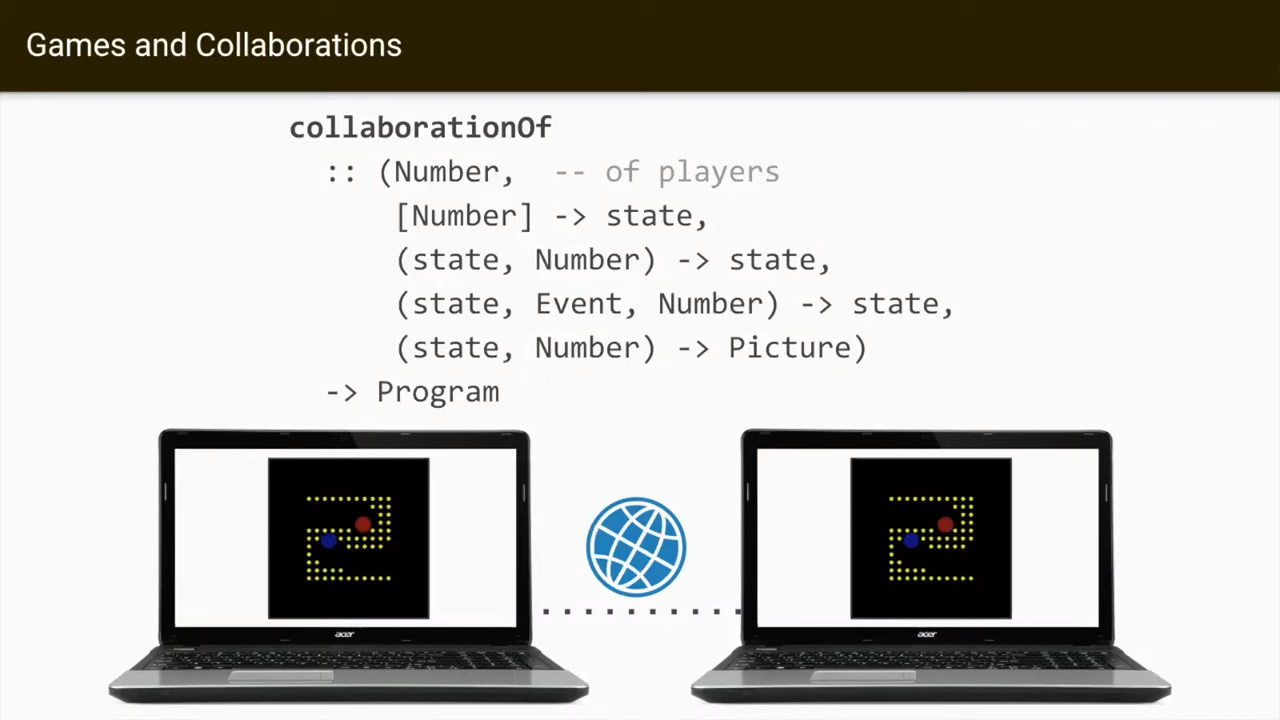 Games and Collaborations
collaborationOf
:: (Number, -- of players
[Number] -> state,
(state, Number) -> state,
(state, Event, Number) -> state,
(state, Number) -> Picture)
-> Program
acer
acer